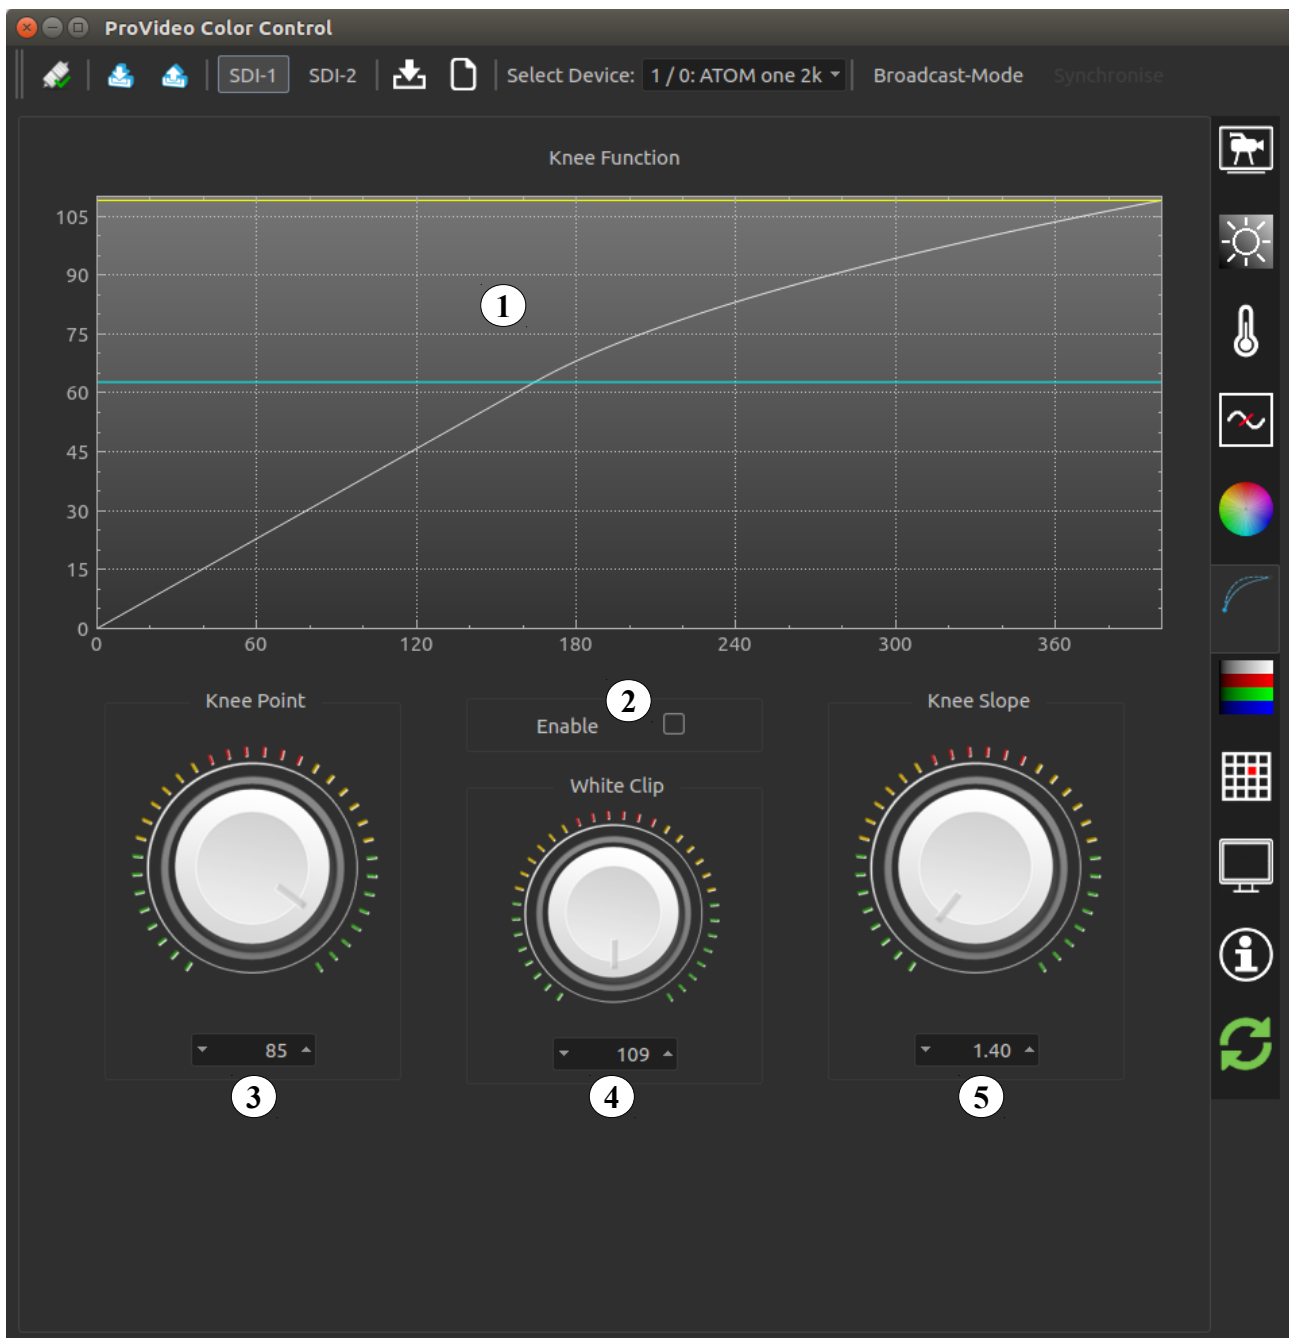 ProVideo Color Control
SDI-1 SDI-2 Select Device: 1 / 0: ATOM one 2k Broadcast-Mode Synchronise
Knee Function
105
90
75
60
45
30
15
0
0 60 120 180 240 300 360
1
Knee Point
2
Enable
Knee Slope
White Clip
85
109
1.40
3
4
5